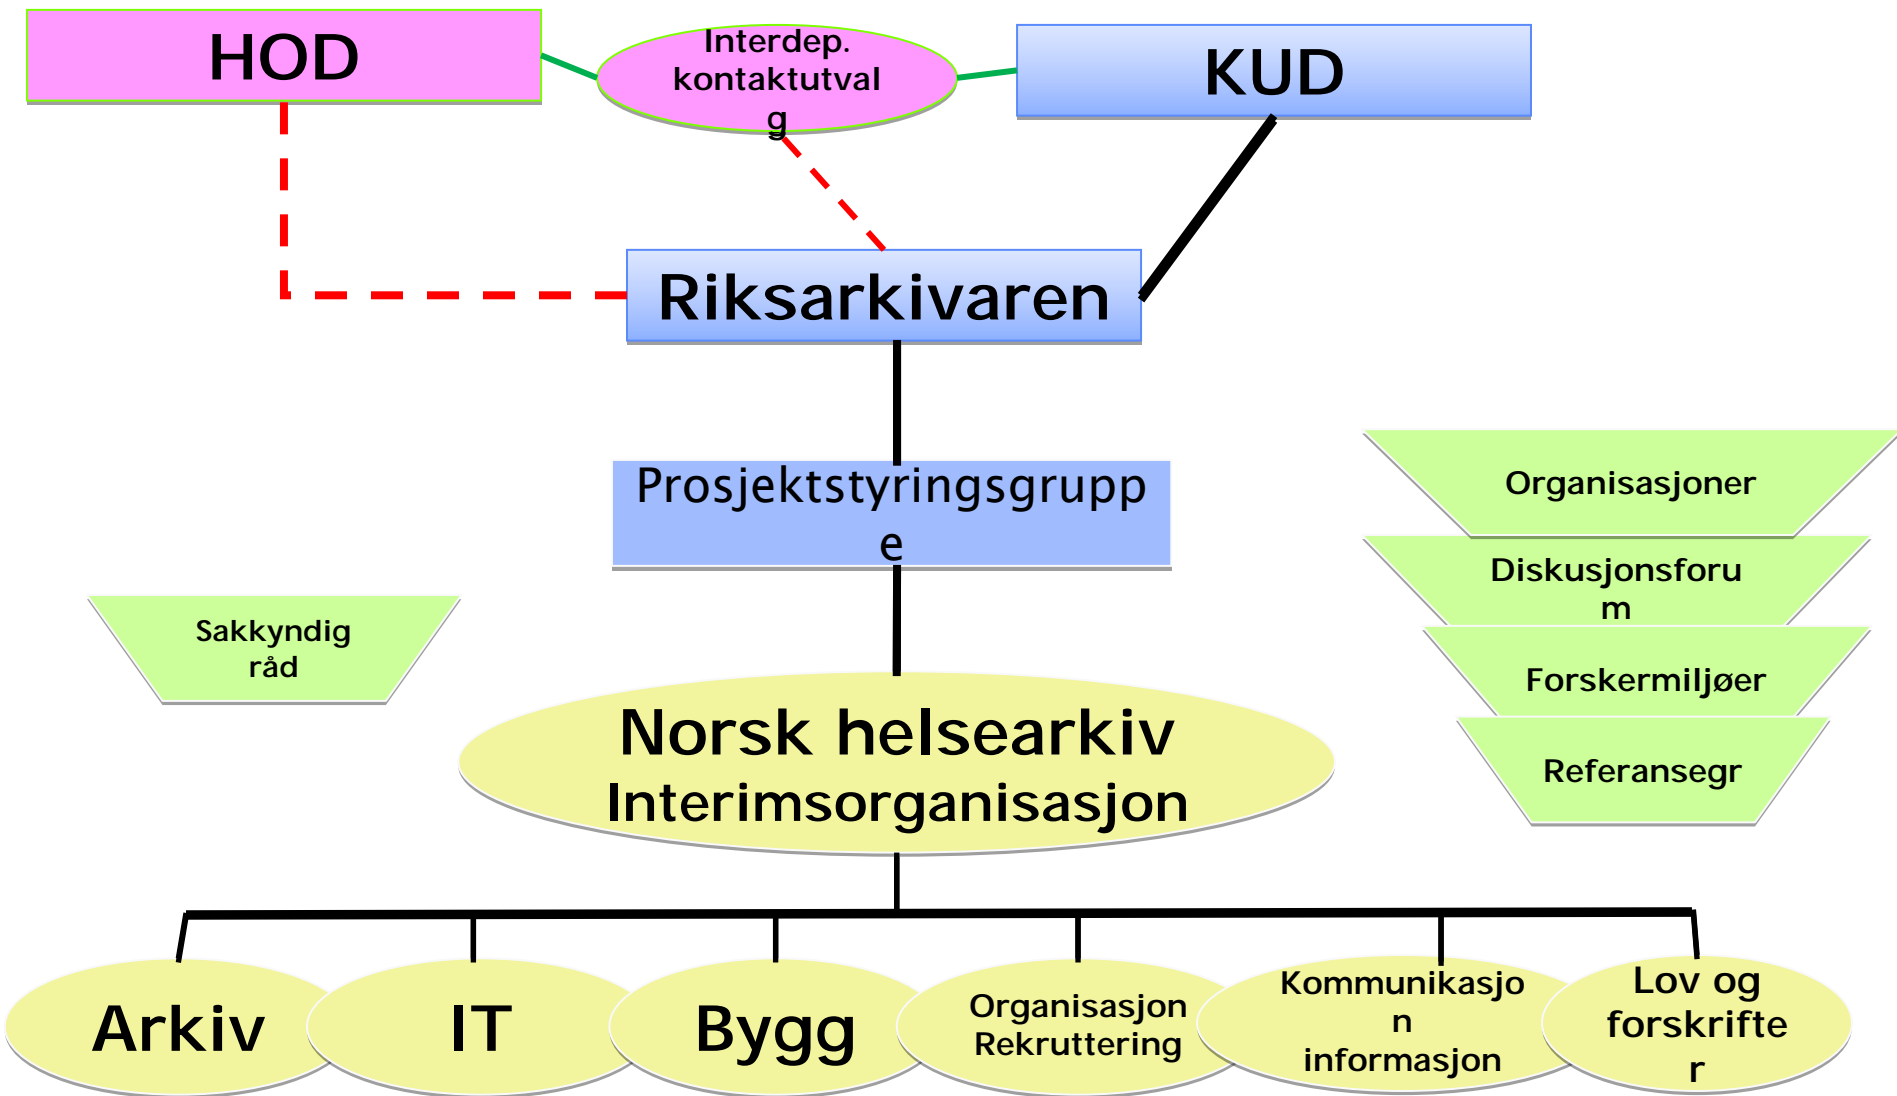 HOD
Interdep.
kontaktutval
g
KUD
Riksarkivaren
Prosjektstyringsgrupp
e
Organisasjoner
Diskusjonsforu
m
Sakkyndig
råd
Forskermiljøer
Norsk helsearkiv
Interimsorganisasjon
Referansegr
Arkiv
IT
Bygg
Organisasjon
Rekruttering
Kommunikasjo
n
informasjon
Lov og
forskrifte
r